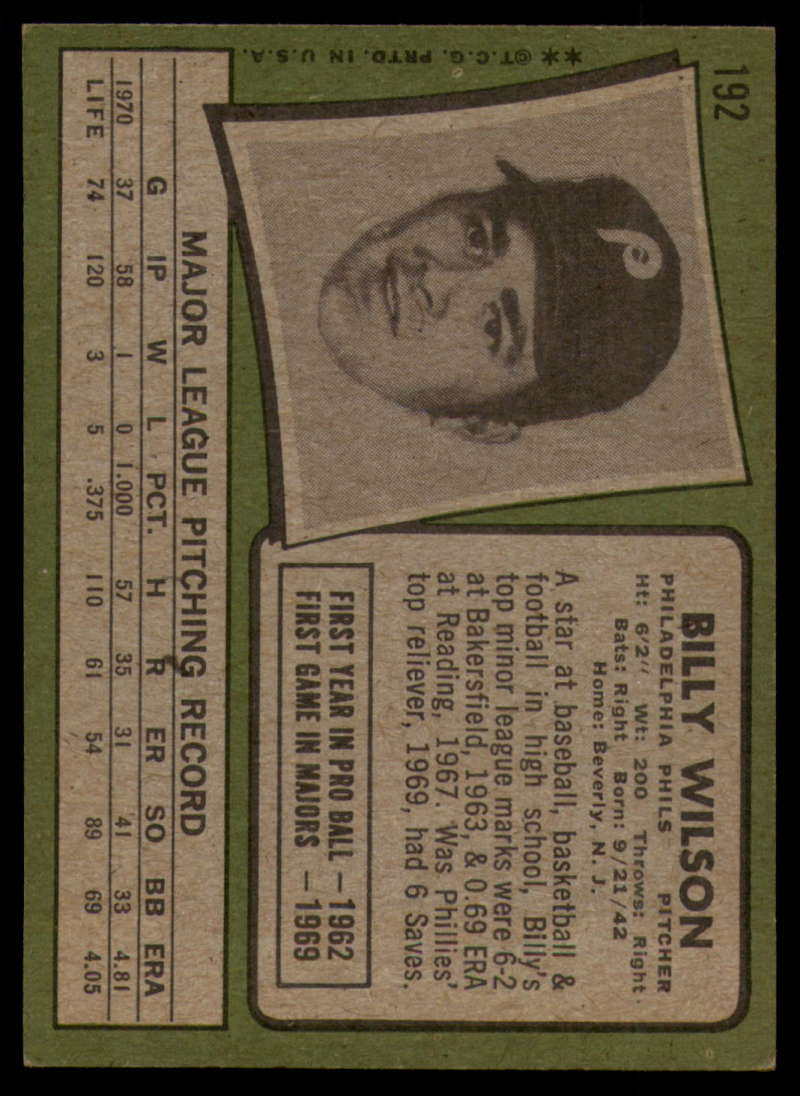 192
**©T.C.G. PRTD. IN U.S.A.
P
BILLY WILSON
PHILADELPHIA PHILS PITCHER
Ht: 6'2" Wt: 200 Throws: Right
Bats: Right Born: 9/21/42
Home: Beverly, N. J.
A star at baseball, basketball &
football in high school, Billy's
top minor league marks were 6-2
at Bakersfield, 1963, & 0.69 ERA
at Reading, 1967. Was Phillies'
top reliever, 1969, had 6 Saves.
FIRST YEAR IN PRO BALL — 1962
FIRST GAME IN MAJORS — 1969
MAJOR LEAGUE PITCHING RECORD
G IP W L PCT. H R ER SO BB ERA
1970 37 58 1 0 1.000 57 35 31 41 33 4.81
LIFE 74 120 3 5 .375 110 61 54 89 69 4.05